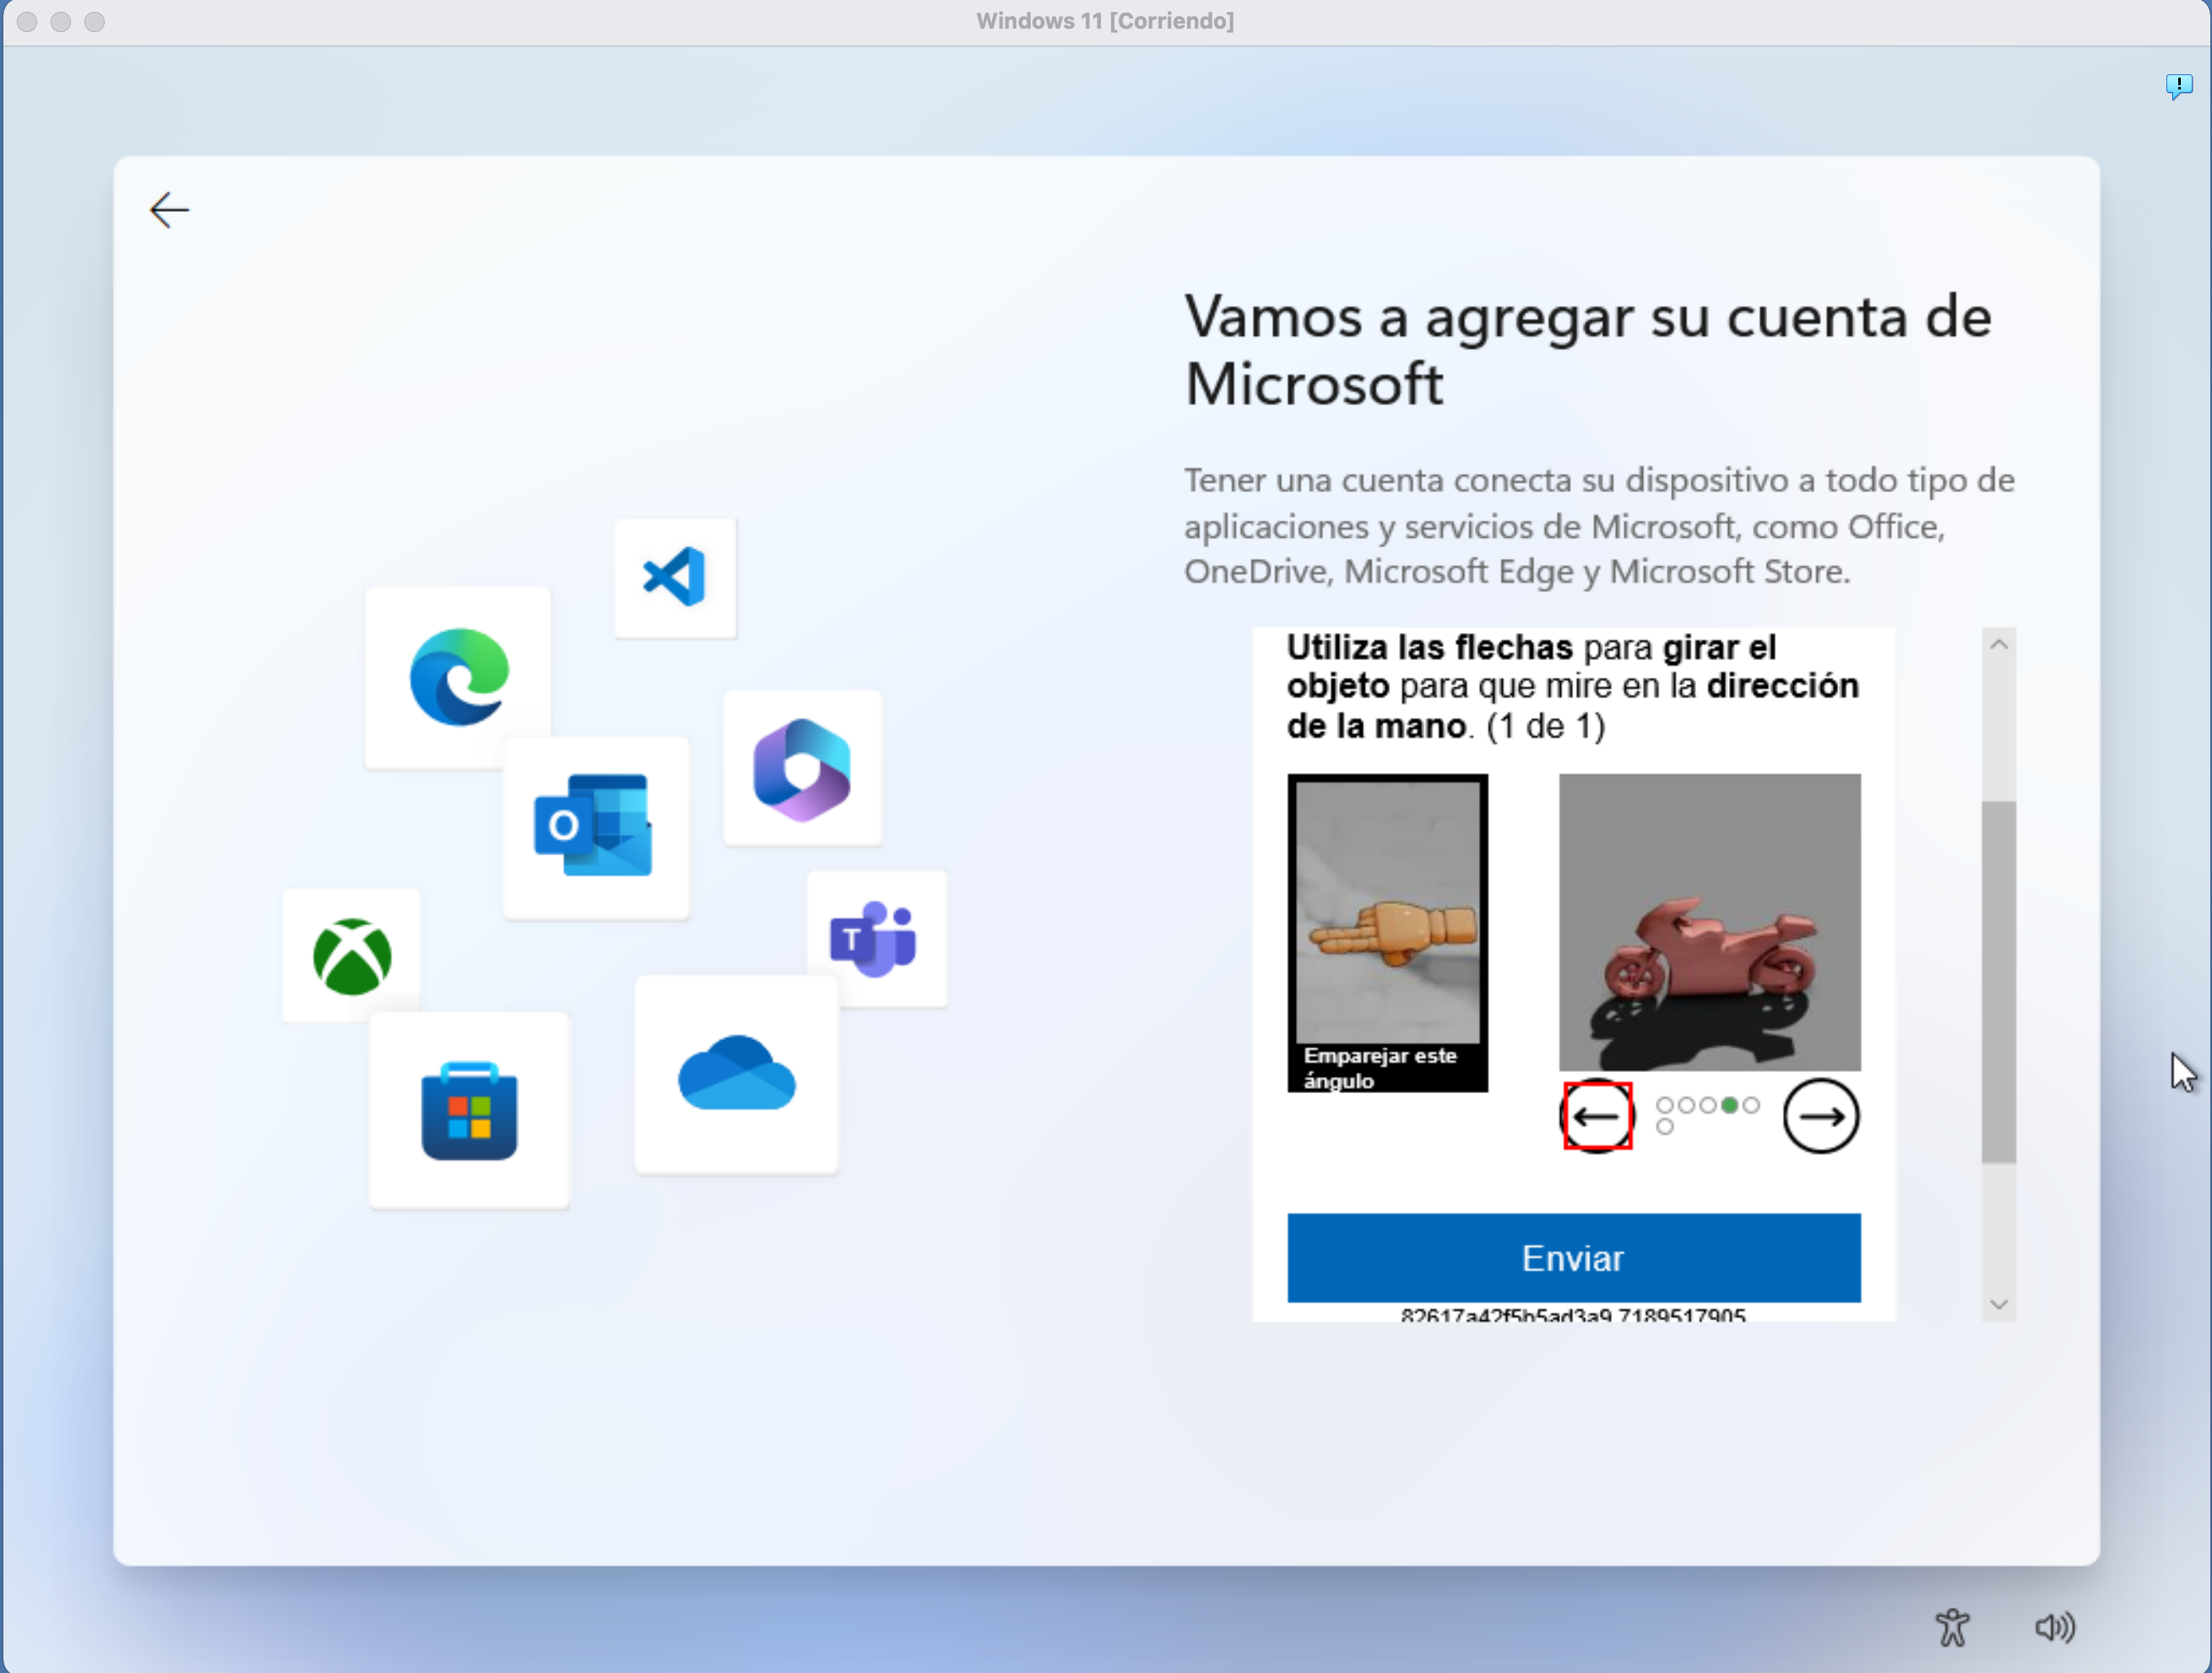 Windows 11 [Corriendo]
Vamos a agregar su cuenta de
Microsoft
Tener una cuenta conecta su dispositivo a todo tipo de
aplicaciones y servicios de Microsoft, como Office,
OneDrive, Microsoft Edge y Microsoft Store.
Utiliza las flechas para girar el
objeto para que mire en la dirección
de la mano. (1 de 1)
Emparejar este
ángulo
Enviar
82617a42f5b5ad3a9.7189517905
O
T